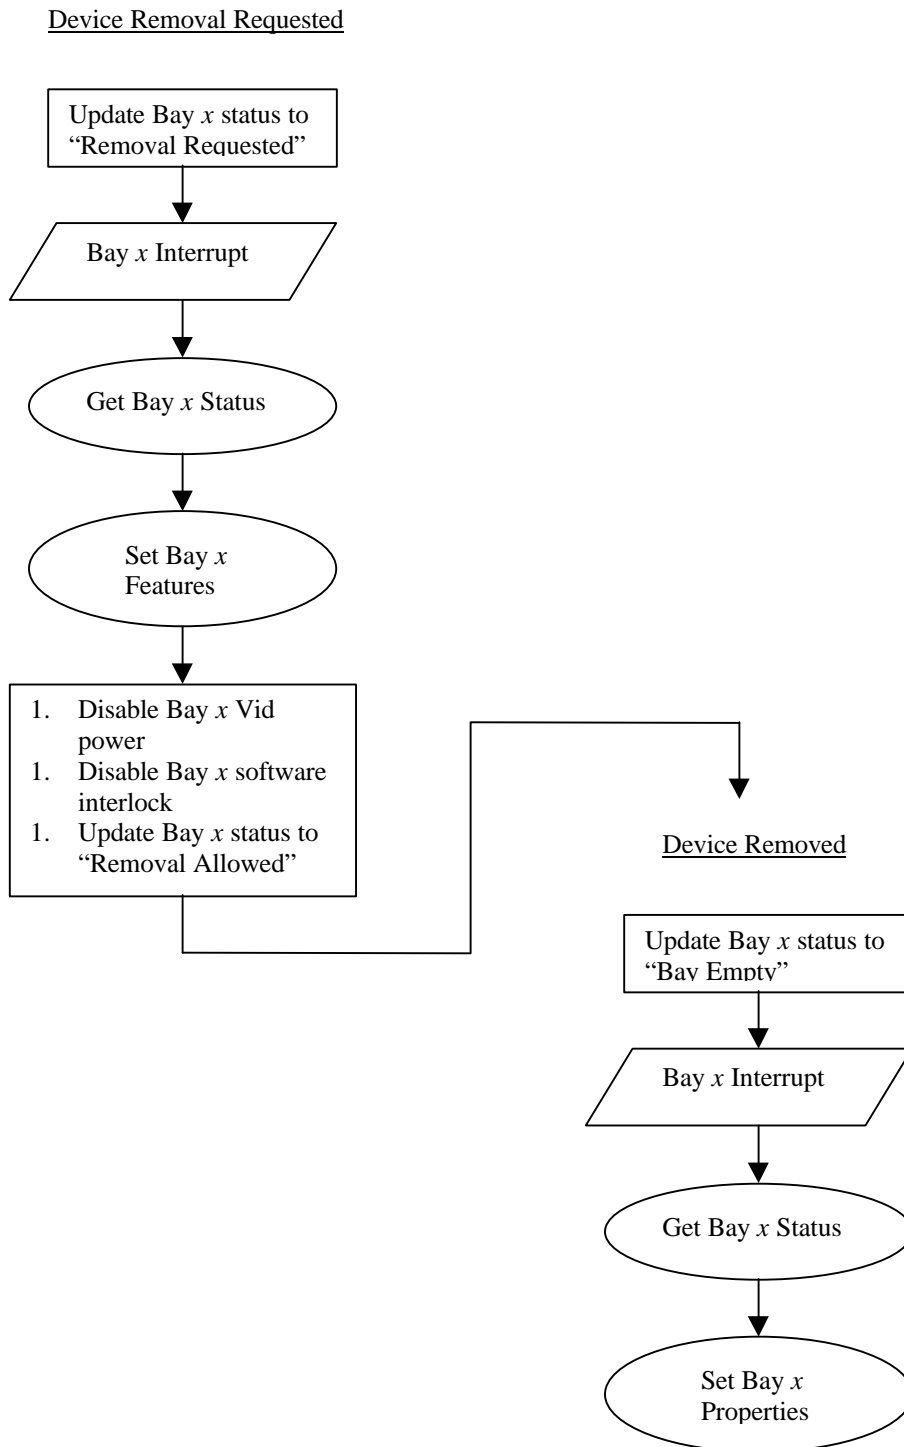 Device Removal Requested
Update Bay x status to
“Removal Requested”
Bay x Interrupt
Get Bay x Status
Set Bay x
Features
1. Disable Bay x Vid
power
1. Disable Bay x software
interlock
1. Update Bay x status to
“Removal Allowed”
Device Removed
Update Bay x status to
“Bay Empty”
Bay x Interrupt
Get Bay x Status
Set Bay x
Properties